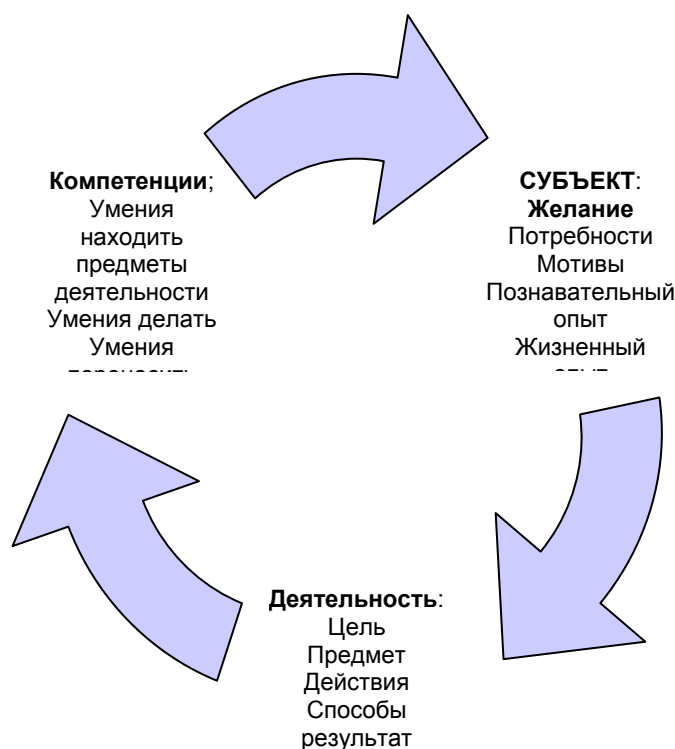 Компетенции;
Умения
находить
предметы
деятельности
Умения делать
Умения
СУБЪЕКТ:
Желание
Потребности
Мотивы
Познавательный
опыт
Жизненный
Деятельность:
Цель
Предмет
Действия
Способы
результат